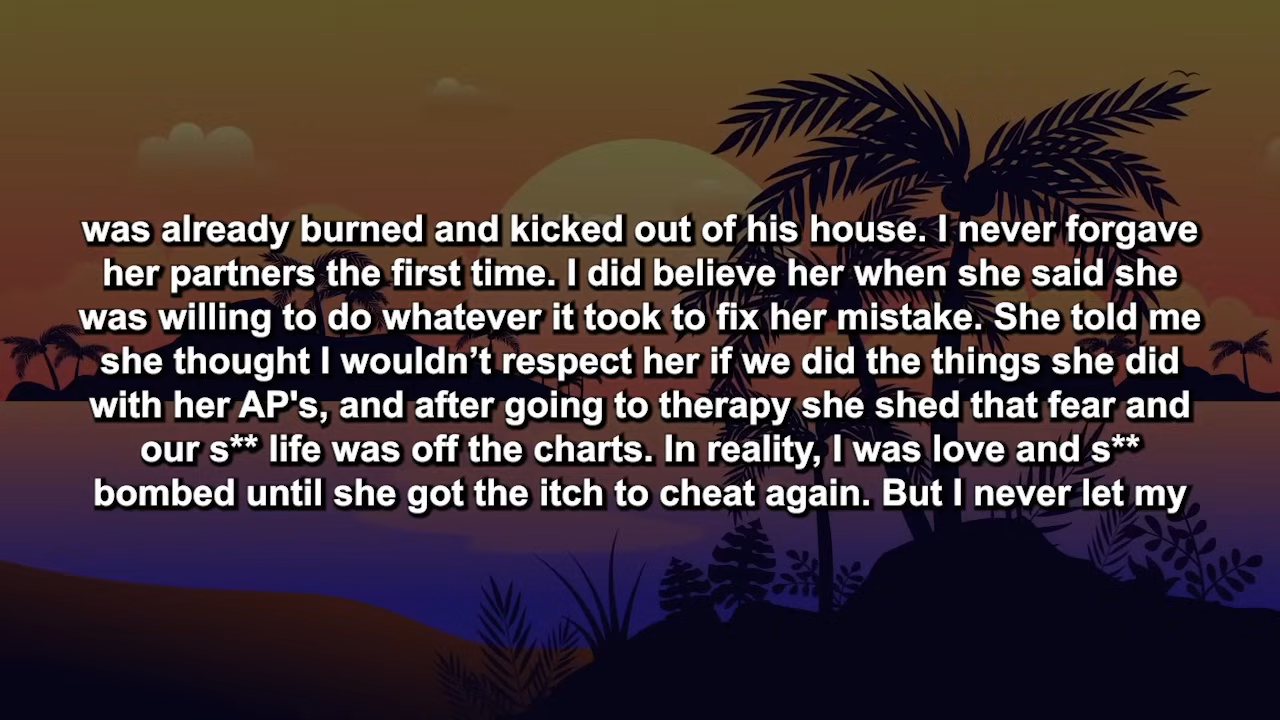 was already burned and kicked out of his house. I never forgave
her partners the first time. I did believe her when she said she
was willing to do whatever it took to fix her mistake. She told me
she thought I wouldn’t respect her if we did the things she did
with her AP's, and after going to therapy she shed that fear and
our s** life was off the charts. In reality, I was love and s**
bombed until she got the itch to cheat again. But I never let my